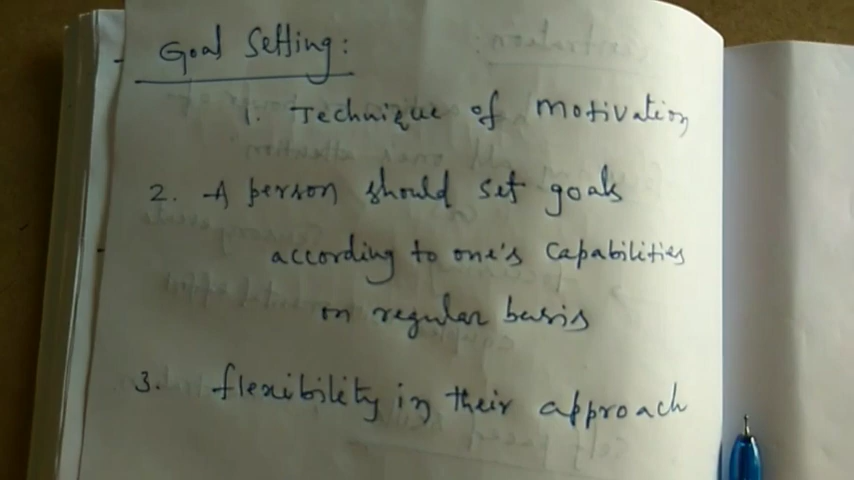 Goal Setting:
1. Technique of motivation
2. A person should set goals
according to one's capabilities
on regular basis
3. flexibility in their approach